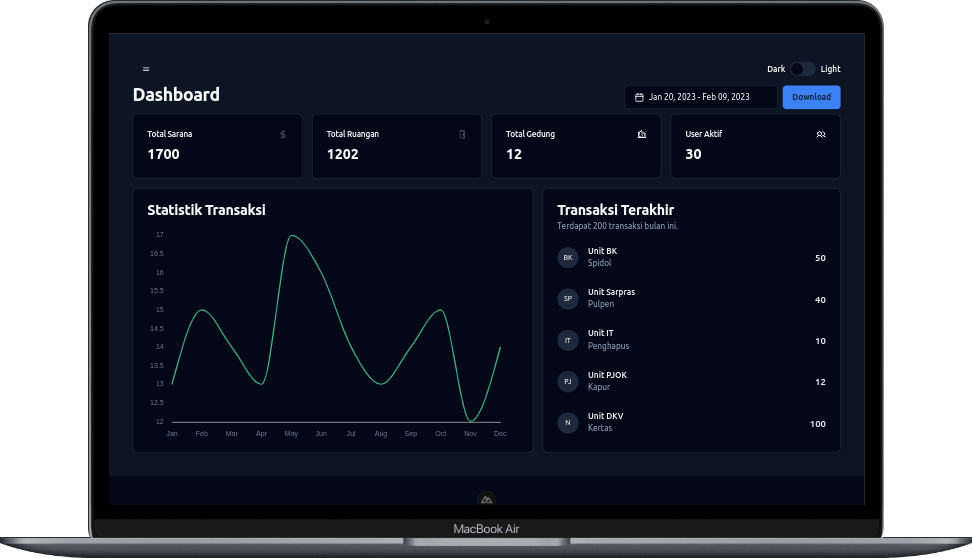 Dark Light
Dashboard
Jan 20, 2023 - Feb 09, 2023
Download
Total Sarana
1700
Total Ruangan
1202
Total Gedung
12
User Aktif
30
Statistik Transaksi
17
16.5
16
15.5
15
14.5
14
13.5
13
12.5
12
Jan Feb Mar Apr May Jun Jul Aug Sep Oct Nov Dec
Transaksi Terakhir
Terdapat 200 transaksi bulan ini.
BK
Unit BK
Spidol
50
SP
Unit Sarpras
Pulpen
40
IT
Unit IT
Penghapus
10
PJ
Unit PJOK
Kapur
12
N
Unit DKV
Kertas
100
MacBook Air